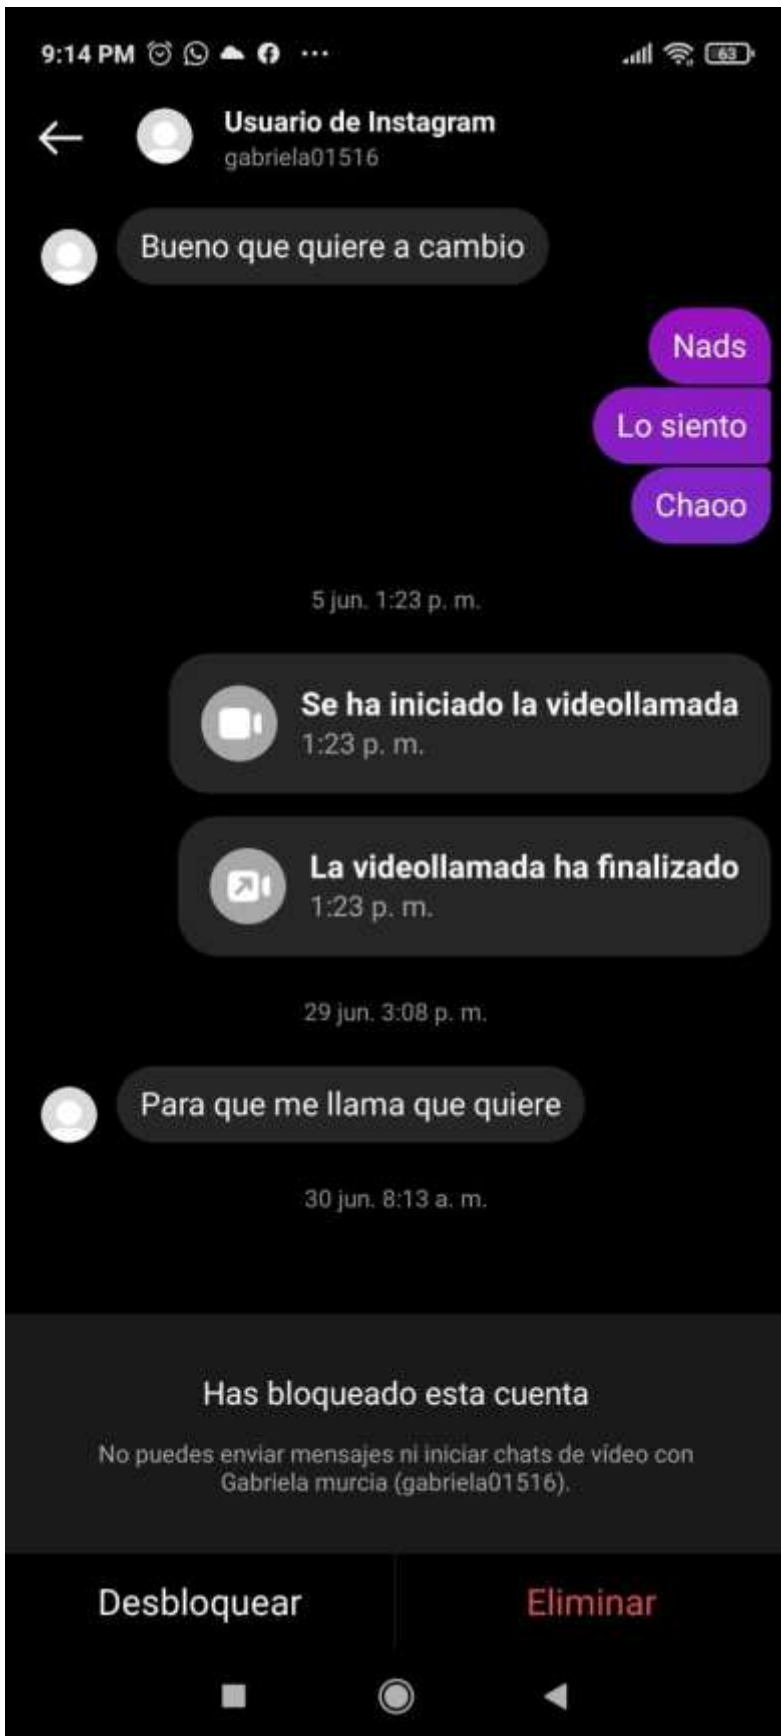 9:14 PM
63
Usuario de Instagram
gabriela01516
Bueno que quiere a cambio
Nads
Lo siento
Chaoo
5 jun. 1:23 p. m.
Se ha iniciado la videollamada
1:23 p. m.
La videollamada ha finalizado
1:23 p. m.
29 jun. 3:08 p. m.
Para que me llama que quiere
30 jun. 8:13 a. m.
Has bloqueado esta cuenta
No puedes enviar mensajes ni iniciar chats de vídeo con
Gabriela murcia (gabriela01516).
Desbloquear
Eliminar